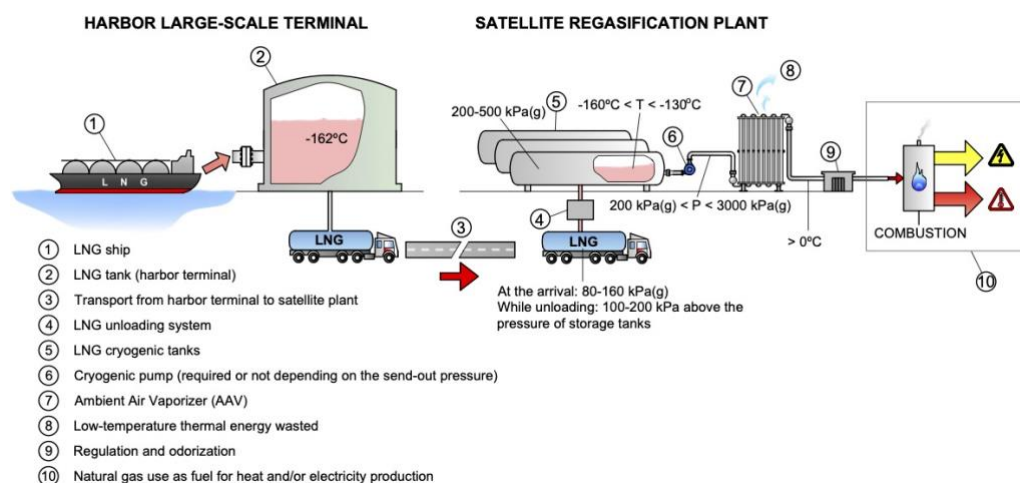 HARBOR LARGE-SCALE TERMINAL
SATELLITE REGASIFICATION PLANT
2
1
-162ºC
LNG
200-500 kPa(g)
5
-160ºC < T < -130ºC
6
7
8
9
200 kPa(g) < P < 3000 kPa(g)
> 0ºC
COMBUSTION
10
LNG
3
4
LNG
At the arrival: 80-160 kPa(g)
While unloading: 100-200 kPa above the
pressure of storage tanks
1 LNG ship
2 LNG tank (harbor terminal)
3 Transport from harbor terminal to satellite plant
4 LNG unloading system
5 LNG cryogenic tanks
6 Cryogenic pump (required or not depending on the send-out pressure)
7 Ambient Air Vaporizer (AAV)
8 Low-temperature thermal energy wasted
9 Regulation and odorization
10 Natural gas use as fuel for heat and/or electricity production